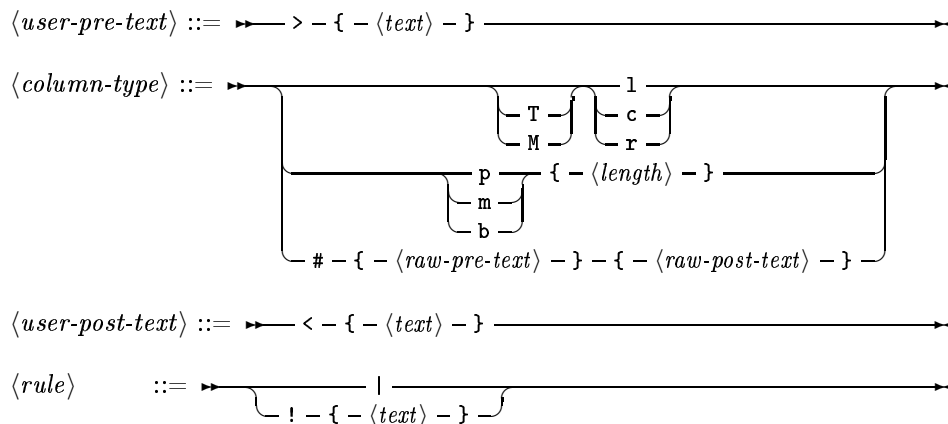 ⟨user-pre-text⟩ ::= > { ⟨text⟩ }
⟨column-type⟩ ::= l
T c
M r
p { ⟨length⟩ }
m
b
# { ⟨raw-pre-text⟩ } { ⟨raw-post-text⟩ }
⟨user-post-text⟩ ::= < { ⟨text⟩ }
⟨rule⟩ ::= |
! { ⟨text⟩ }